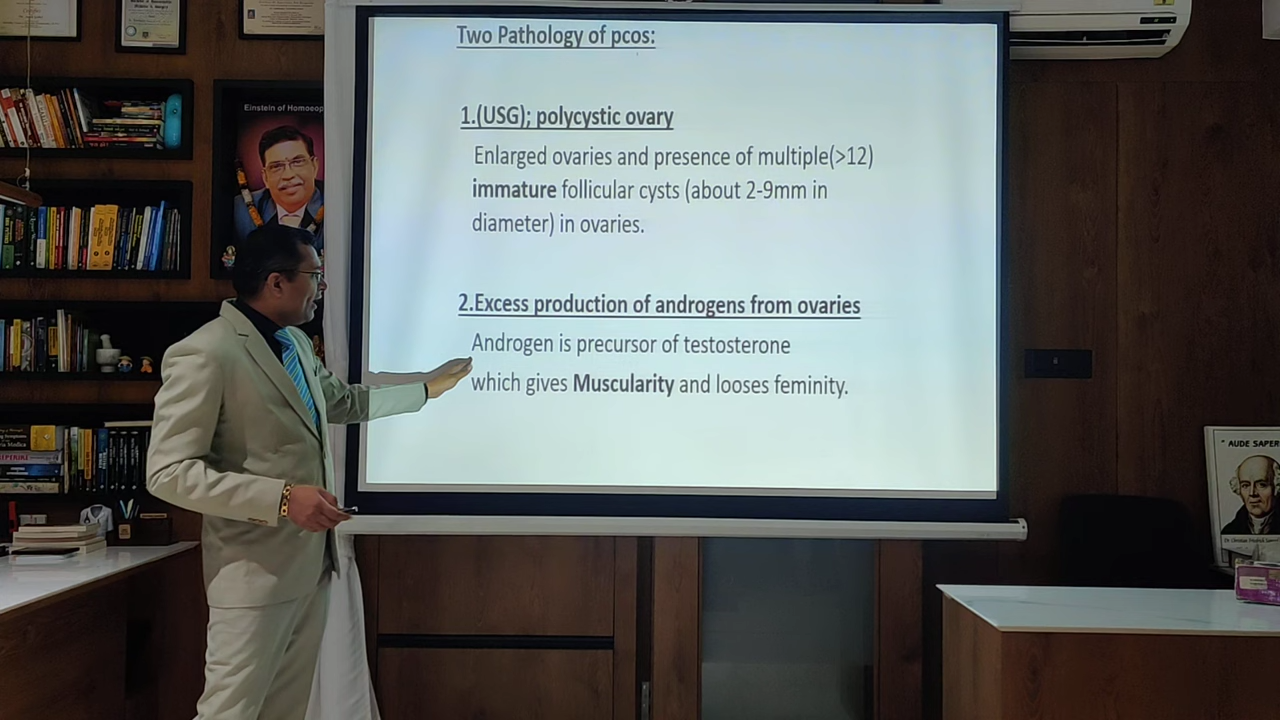 Two Pathology of pcos:
1.(USG); polycystic ovary
Enlarged ovaries and presence of multiple(>12)
immature follicular cysts (about 2-9mm in
diameter) in ovaries.
2.Excess production of androgens from ovaries
Androgen is precursor of testosterone
which gives Muscularity and looses feminity.
Einstein of Homoeop
" AUDE SAPER